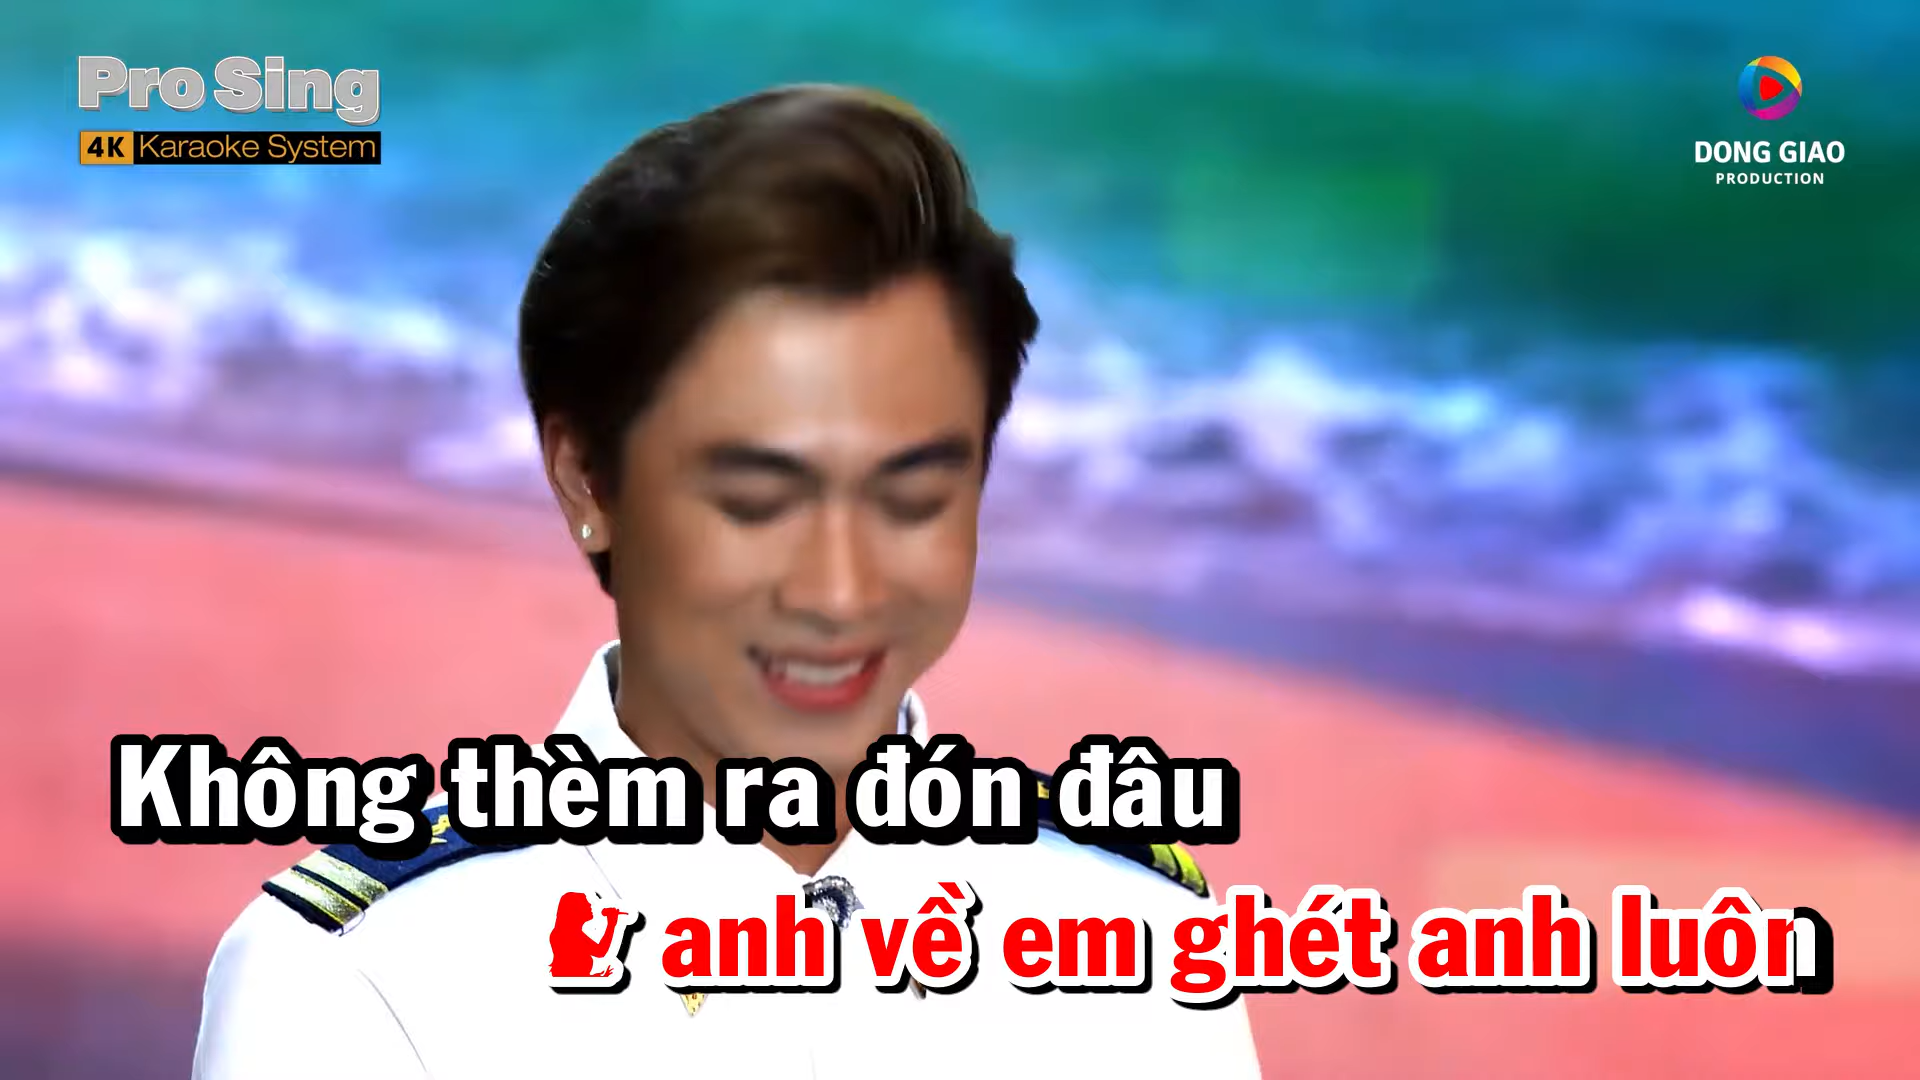 Pro Sing
4K Karaoke System
DONG GIAO
PRODUCTION
Không thèm ra đón đâu
anh về em ghét anh luôn